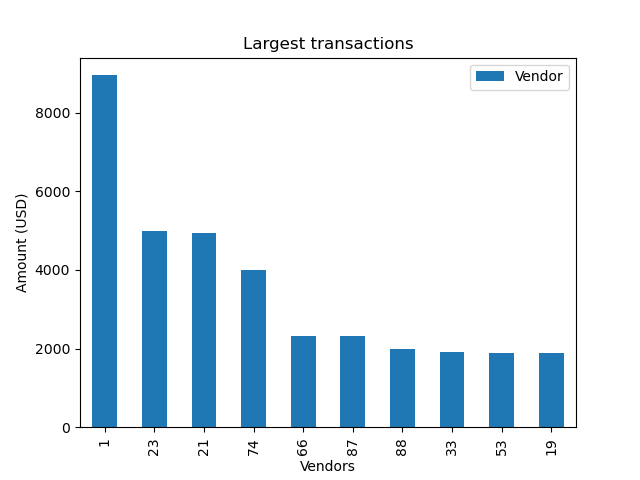 Largest transactions
Vendor
Amount (USD)
8000
6000
4000
2000
0
1 23 21 74 66 87 88 33 53 19
Vendors